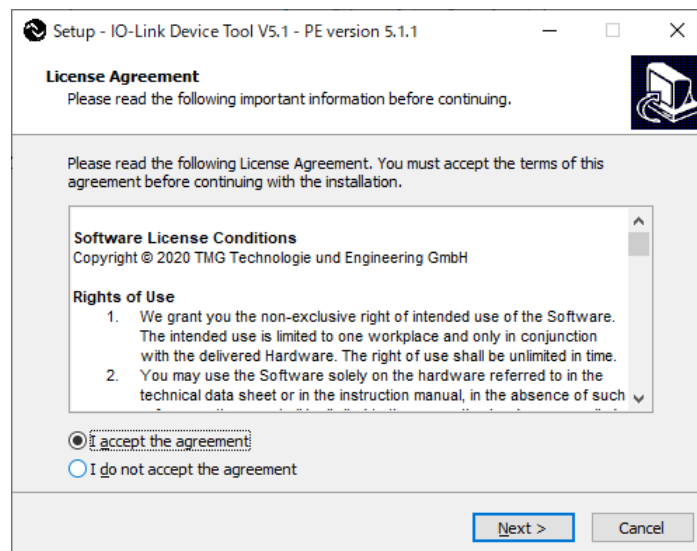 Setup - IO-Link Device Tool V5.1 - PE version 5.1.1
License Agreement
Please read the following important information before continuing.
Please read the following License Agreement. You must accept the terms of this
agreement before continuing with the installation.
Software License Conditions
Copyright © 2020 TMG Technologie und Engineering GmbH
Rights of Use
1. We grant you the non-exclusive right of intended use of the Software.
The intended use is limited to one workplace and only in conjunction
with the delivered Hardware. The right of use shall be unlimited in time.
2. You may use the Software solely on the hardware referred to in the
technical data sheet or in the instruction manual, in the absence of such
I accept the agreement
I do not accept the agreement
Next >
Cancel